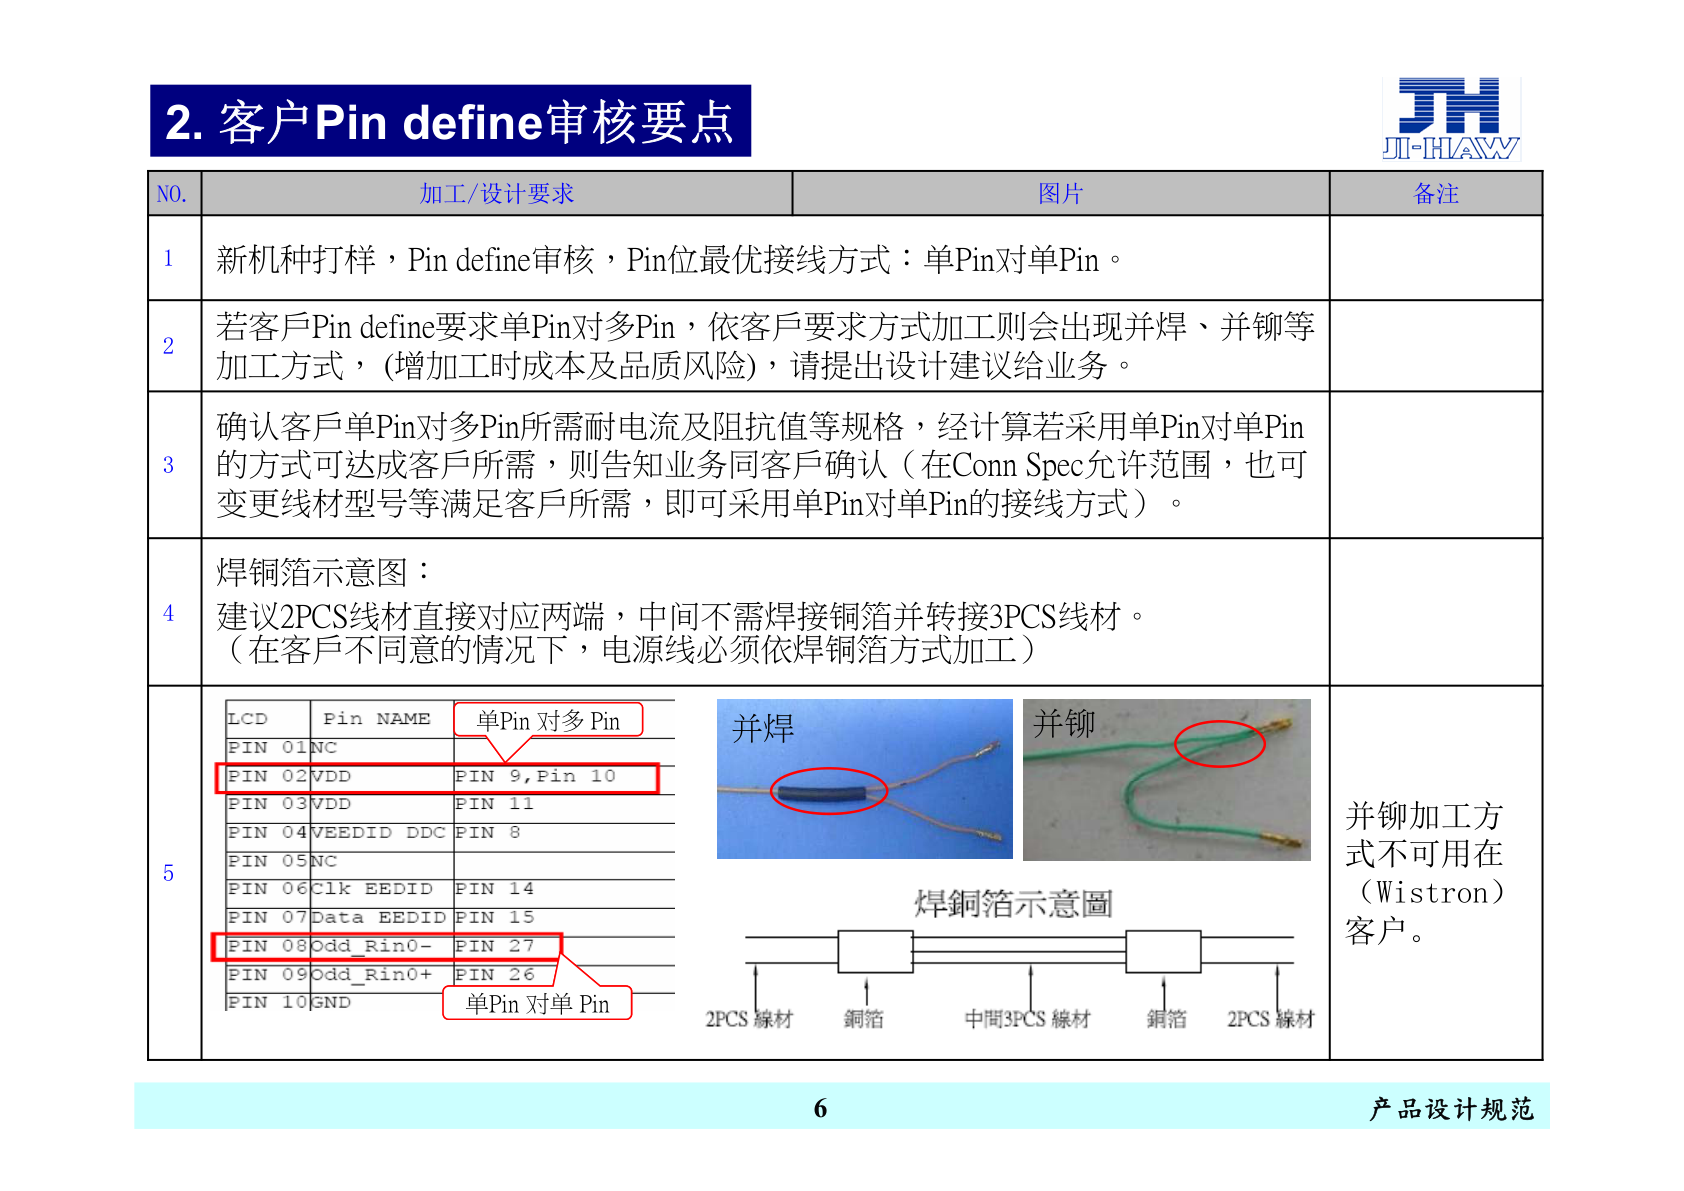 2. 客户Pin define审核要点
JH
JI-HAW
NO. 加工/设计要求 图片 备注
1 新机种打样，Pin define审核，Pin位最优接线方式：单Pin对单Pin。
2 若客戶Pin define要求单Pin对多Pin，依客戶要求方式加工则会出现并焊、并铆等
加工方式， (增加工时成本及品质风险)，请提出设计建议给业务。
3 确认客戶单Pin对多Pin所需耐电流及阻抗值等规格，经计算若采用单Pin对单Pin
的方式可达成客戶所需，则告知业务同客戶确认（在Conn Spec允许范围，也可
变更线材型号等满足客戶所需，即可采用单Pin对单Pin的接线方式）。
4 焊铜箔示意图：
建议2PCS线材直接对应两端，中间不需焊接铜箔并转接3PCS线材。
（在客戶不同意的情况下，电源线必须依焊铜箔方式加工）
5
LCD Pin NAME
单Pin 对多 Pin
PIN 01 NC
PIN 02 VDD PIN 9,Pin 10
PIN 03 VDD PIN 11
PIN 04 VEEDID DDC PIN 8
PIN 05 NC
PIN 06 Clk EEDID PIN 14
PIN 07 Data EEDID PIN 15
PIN 08 Odd_Rin0- PIN 27
PIN 09 Odd_Rin0+ PIN 26
PIN 10 GND
单Pin 对单 Pin
并焊
并铆
焊銅箔示意圖
2PCS 線材 銅箔 中間3PCS 線材 銅箔 2PCS 線材
并铆加工方
式不可用在
（Wistron）
客户。
6
产品设计规范